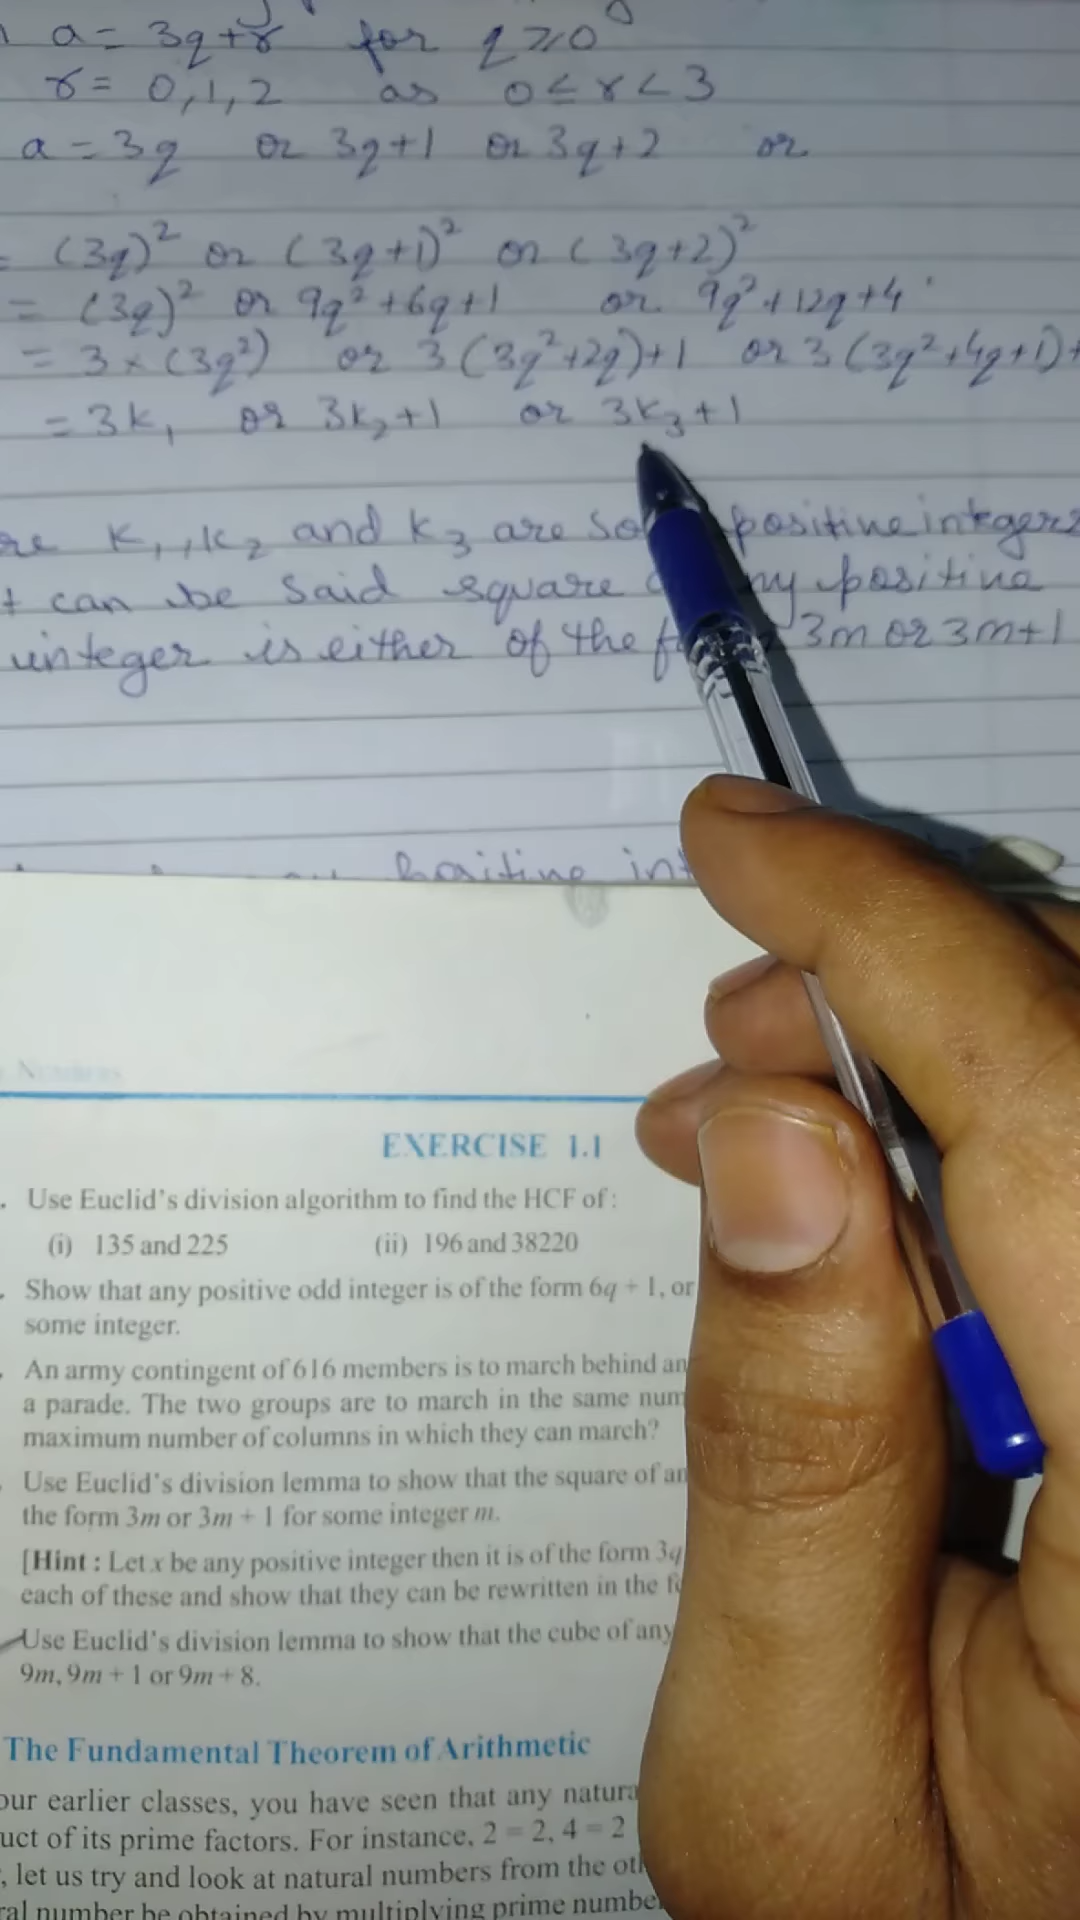 a = 3q + r for q ≥ 0
r = 0, 1, 2 as 0 ≤ r < 3
a = 3q or 3q+1 or 3q+2 or
= (3q)² or (3q+1)² or (3q+2)²
= (3q)² or 9q²+6q+1 or 9q²+12q+4
= 3×(3q²) or 3(3q²+2q)+1 or 3(3q²+4q+1)+
= 3k₁ or 3k₂+1 or 3k₃+1
k₁, k₂ and k₃ are positive integers
can be said square positive
integer is either of the 3m or 3m+1
Numbers
EXERCISE 1.1
Use Euclid's division algorithm to find the HCF of :
(i) 135 and 225 (ii) 196 and 38220
Show that any positive odd integer is of the form 6q + 1, or
some integer.
An army contingent of 616 members is to march behind an
a parade. The two groups are to march in the same num
maximum number of columns in which they can march?
Use Euclid's division lemma to show that the square of an
the form 3m or 3m + 1 for some integer m.
[Hint : Let x be any positive integer then it is of the form 3q
each of these and show that they can be rewritten in the
Use Euclid's division lemma to show that the cube of any
9m, 9m + 1 or 9m + 8.
The Fundamental Theorem of Arithmetic
our earlier classes, you have seen that any natura
uct of its prime factors. For instance, 2 = 2, 4 = 2
, let us try and look at natural numbers from the
ral number be obtained by multiplying prime numbe